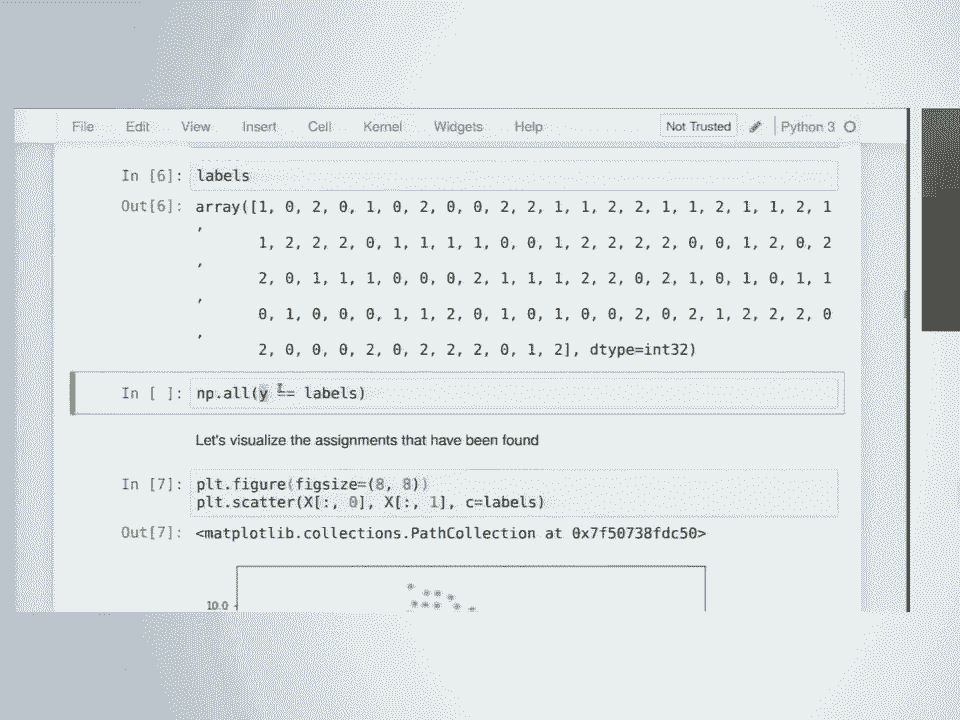 File Edit View Insert Cell Kernel Widgets Help Not Trusted Python 3
In [6]: labels
Out[6]: array([1, 0, 2, 0, 1, 0, 2, 0, 0, 2, 2, 1, 1, 2, 2, 1, 1, 2, 1, 1, 2, 1
,
1, 2, 2, 2, 0, 1, 1, 1, 1, 0, 0, 1, 2, 2, 2, 2, 0, 0, 1, 2, 0, 2
,
2, 0, 1, 1, 1, 0, 0, 0, 2, 1, 1, 1, 2, 2, 0, 2, 1, 0, 1, 0, 1, 1
,
0, 1, 0, 0, 0, 1, 1, 2, 0, 1, 0, 1, 0, 0, 2, 0, 2, 1, 2, 2, 2, 0
,
2, 0, 0, 0, 2, 0, 2, 2, 2, 0, 1, 2], dtype=int32)
In [ ]: np.all(y == labels)
Let's visualize the assignments that have been found
In [7]: plt.figure(figsize=(8, 8))
plt.scatter(X[:, 0], X[:, 1], c=labels)
Out[7]: <matplotlib.collections.PathCollection at 0x7f50738fdc50>
10.0